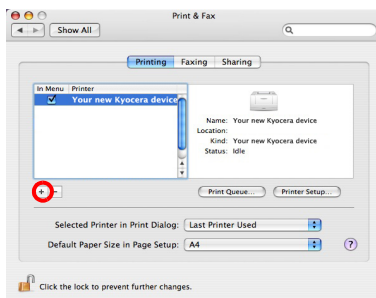 Print & Fax
Show All
Printing Faxing Sharing
In Menu Printer
Your new Kyocera device
Name: Your new Kyocera device
Location:
Kind: Your new Kyocera device
Status: Idle
+ −
Print Queue... Printer Setup...
Selected Printer in Print Dialog: Last Printer Used
Default Paper Size in Page Setup: A4
?
Click the lock to prevent further changes.